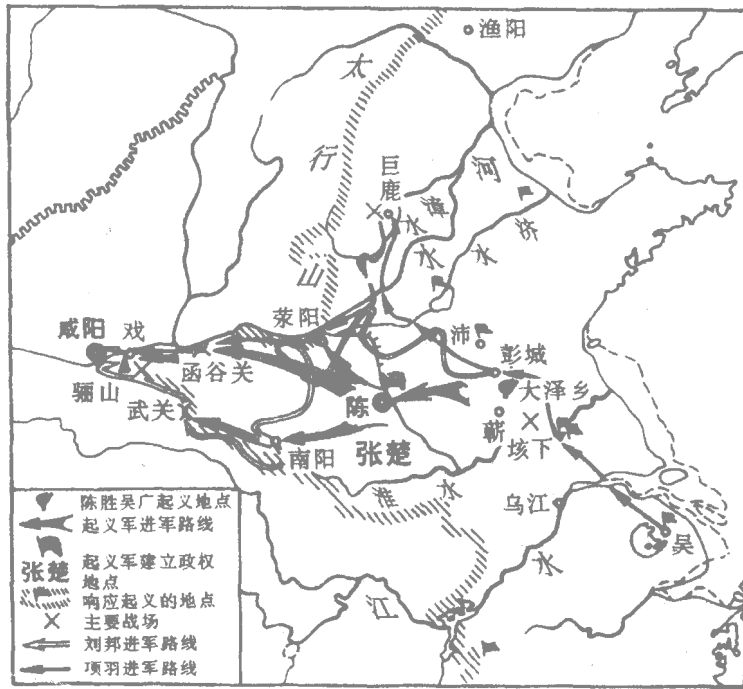 渔阳
太
行
山
巨鹿
漳
水
河
水
济
水
荥阳
咸阳
戏
函谷关
骊山
武关
沛
彭城
大泽乡
蕲
垓下
陈
张楚
南阳
淮
水
乌江
吴
江
水
陈胜吴广起义地点
起义军进军路线
张楚 起义军建立政权
地点
响应起义的地点
主要战场
刘邦进军路线
项羽进军路线